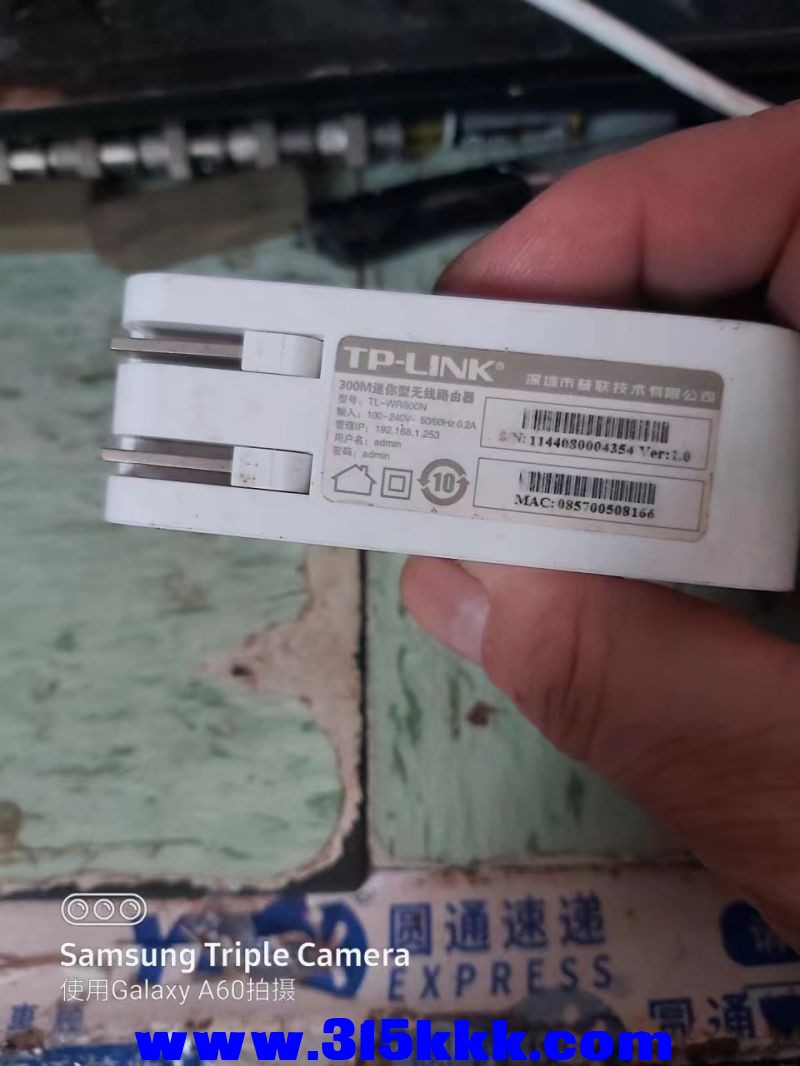 TP-LINK®
深圳市普联技术有限公司
300M迷你型无线路由器
型号：TL-WR800N
输入：100-240V~ 50/60Hz 0.2A
管理IP：192.168.1.253
用户名：admin
密码：admin
S/N: 1144080004354 Ver:1.0
10
MAC: 085700508166
圆通速递
EXPRESS
圆通
Samsung Triple Camera
使用Galaxy A60拍摄
www.315kkk.com